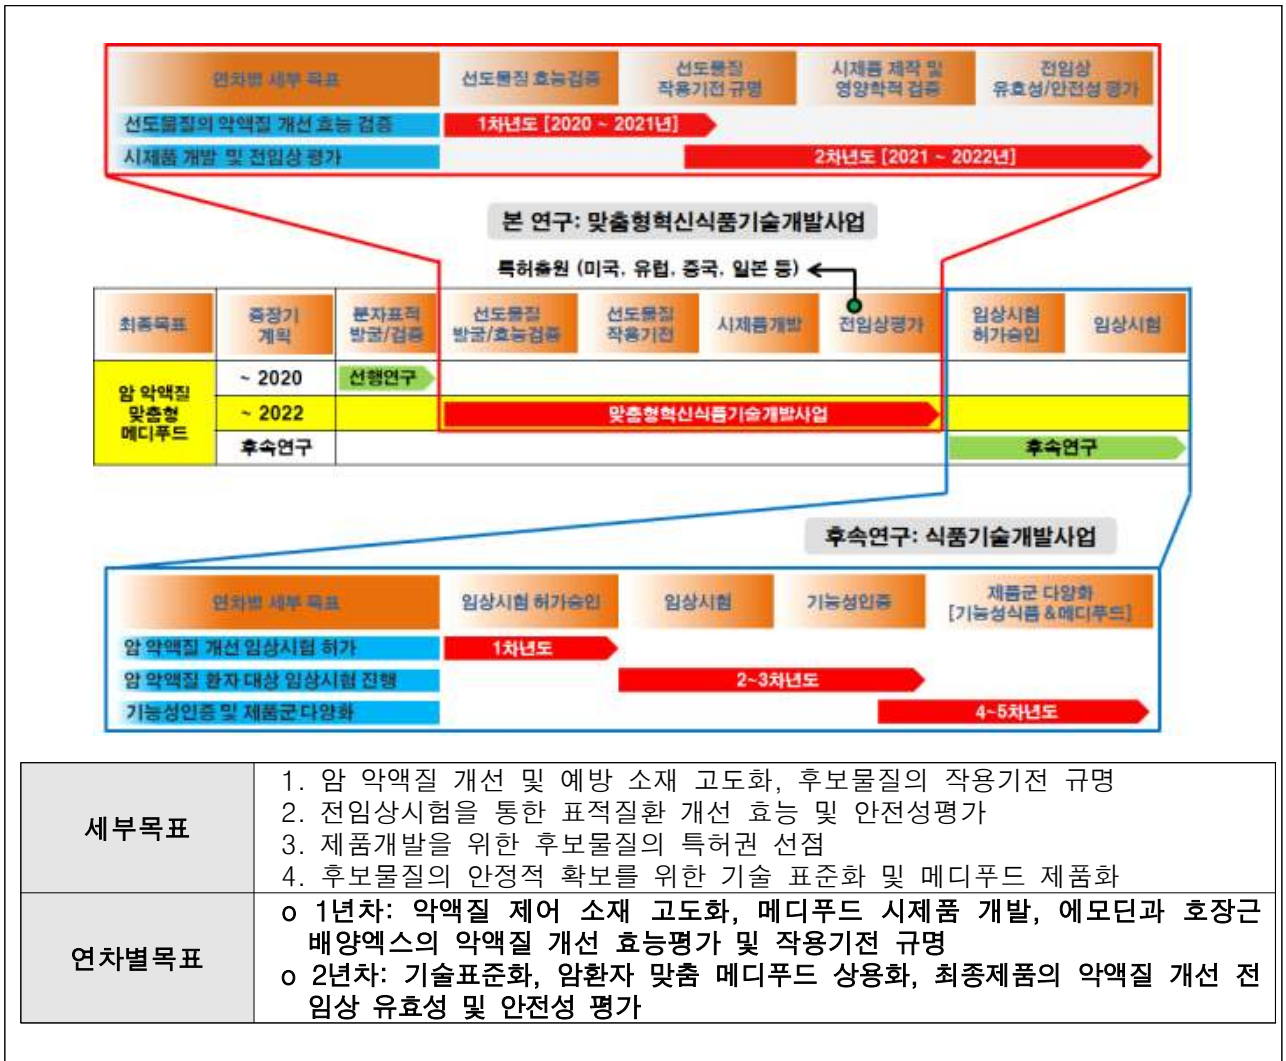 연차별 세부 목표
선도물질 효능검증
선도물질
작용기전 규명
시제품 제작 및
영양학적 검증
전임상
유효성/안전성 평가
선도물질의 악액질 개선 효능 검증
1차년도 [2020 ~ 2021년]
시제품 개발 및 전임상 평가
2차년도 [2021 ~ 2022년]
본 연구: 맞춤형혁신식품기술개발사업
특허출원 (미국, 유럽, 중국, 일본 등)
최종목표
중장기
계획
분자표적
발굴/검증
선도물질
발굴/효능검증
선도물질
작용기전
시제품개발
전임상평가
임상시험
허가승인
임상시험
암 악액질
맞춤형
메디푸드
~ 2020
선행연구
~ 2022
맞춤형혁신식품기술개발사업
후속연구
후속연구
후속연구: 식품기술개발사업
연차별 세부 목표
임상시험 허가승인
임상시험
기능성인증
제품군 다양화
[기능성식품 &메디푸드]
암 악액질 개선 임상시험 허가
1차년도
암 악액질 환자 대상 임상시험 진행
2~3차년도
기능성인증 및 제품군 다양화
4~5차년도
세부목표
1. 암 악액질 개선 및 예방 소재 고도화, 후보물질의 작용기전 규명
2. 전임상시험을 통한 표적질환 개선 효능 및 안전성평가
3. 제품개발을 위한 후보물질의 특허권 선점
4. 후보물질의 안정적 확보를 위한 기술 표준화 및 메디푸드 제품화
연차별목표
o 1년차: 악액질 제어 소재 고도화, 메디푸드 시제품 개발, 에모딘과 호장근
배양엑스의 악액질 개선 효능평가 및 작용기전 규명
o 2년차: 기술표준화, 암환자 맞춤 메디푸드 상용화, 최종제품의 악액질 개선 전
임상 유효성 및 안전성 평가